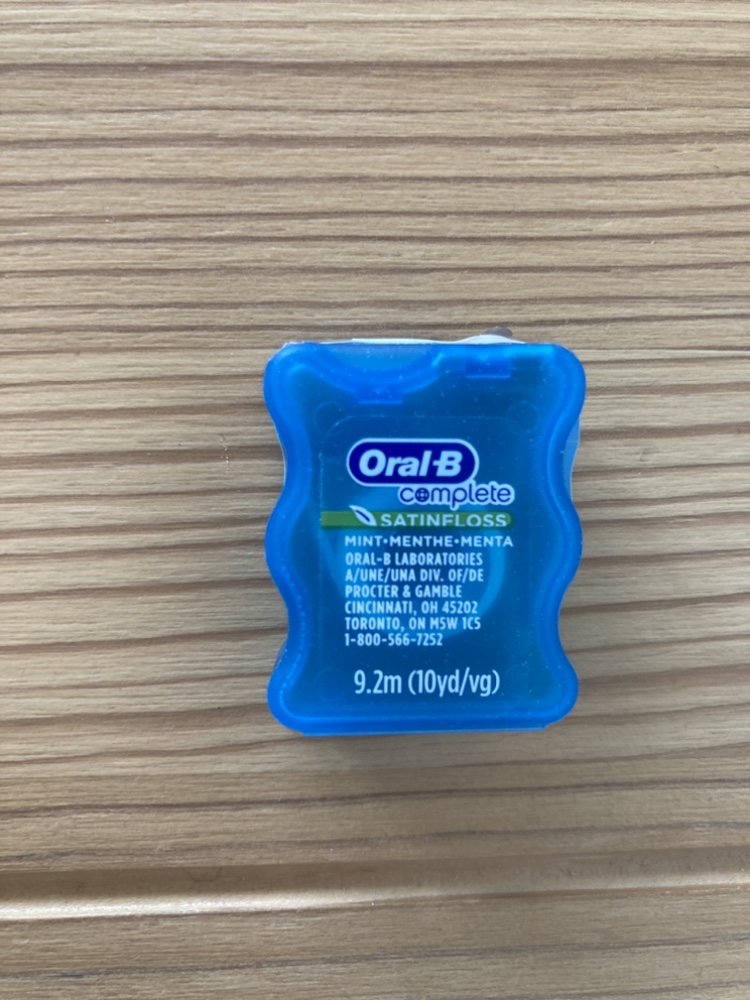 Oral-B
complete
SATINFLOSS
MINT•MENTHE•MENTA
ORAL-B LABORATORIES
A/UNE/UNA DIV. OF/DE
PROCTER & GAMBLE
CINCINNATI, OH 45202
TORONTO, ON M5W 1C5
1-800-566-7252
9.2m (10yd/vg)